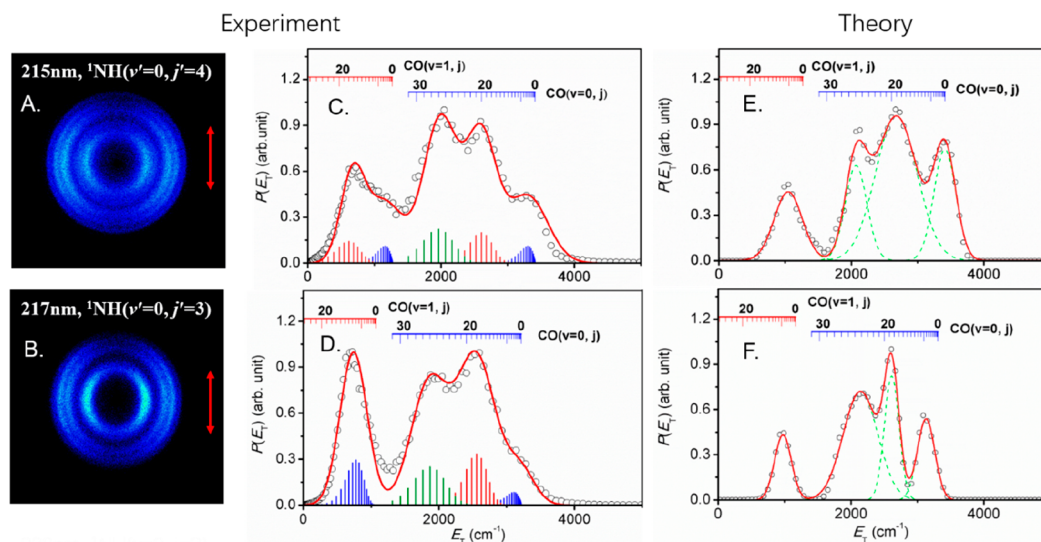 Experiment
Theory
215nm, ¹NH(v'=0, j'=4)
A.
217nm, ¹NH(v'=0, j'=3)
B.
20 0 CO(v=1, j)
30 20 0 CO(v=0, j)
C.
1.2
0.9
0.6
0.3
0.0
P(E_T) (arb.unit)
0 2000 4000
20 0 CO(v=1, j)
30 20 0 CO(v=0, j)
D.
1.2
0.9
0.6
0.3
0.0
P(E_T) (arb. unit)
0 2000 4000
E_T (cm⁻¹)
20 0 CO(v=1, j)
30 20 0 CO(v=0, j)
E.
1.2
0.9
0.6
0.3
0.0
P(E_T) (arb. unit)
0 2000 4000
20 0 CO(v=1, j)
30 20 0 CO(v=0, j)
F.
1.2
0.9
0.6
0.3
0.0
P(E_T) (arb. unit)
0 2000 4000
E_T (cm⁻¹)